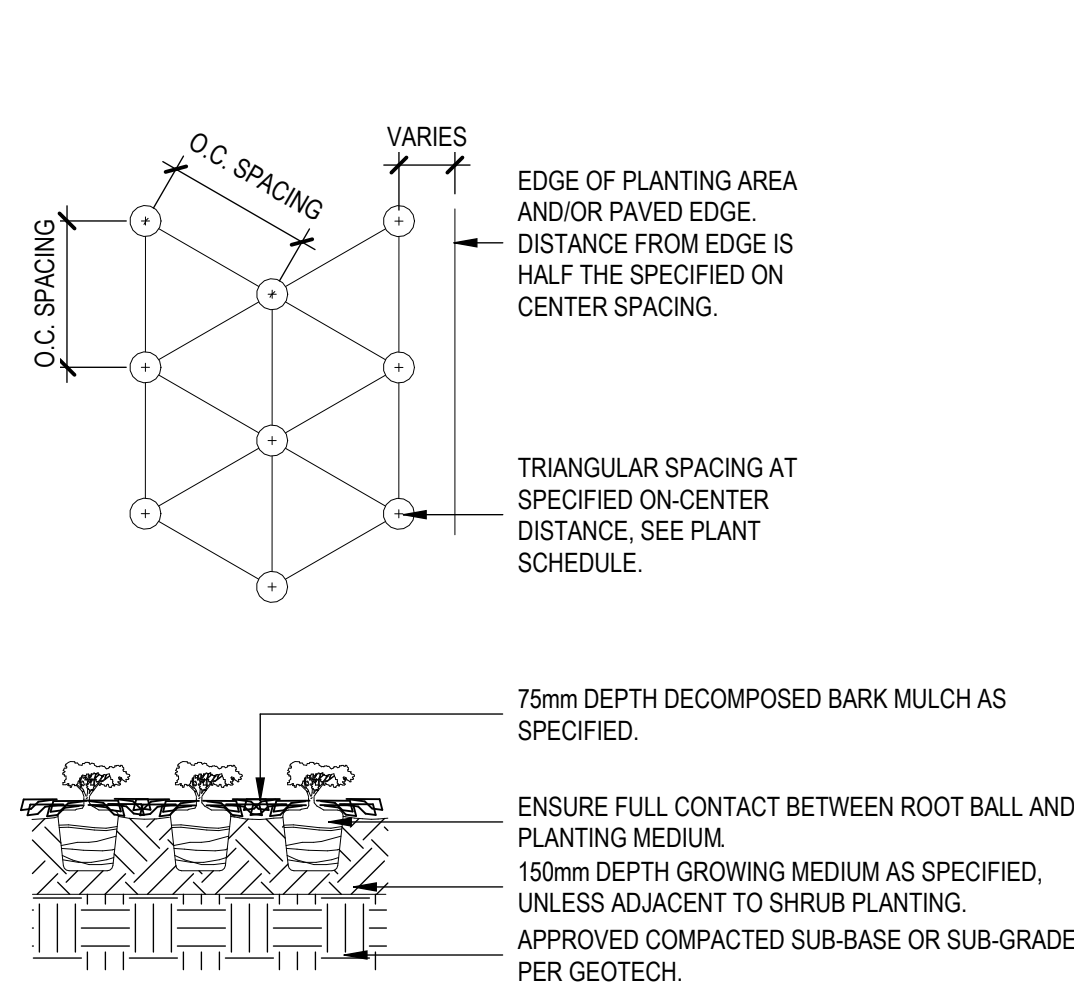 O.C. SPACING
VARIES
O.C. SPACING
EDGE OF PLANTING AREA
AND/OR PAVED EDGE.
DISTANCE FROM EDGE IS
HALF THE SPECIFIED ON
CENTER SPACING.
TRIANGULAR SPACING AT
SPECIFIED ON-CENTER
DISTANCE, SEE PLANT
SCHEDULE.
75mm DEPTH DECOMPOSED BARK MULCH AS
SPECIFIED.
ENSURE FULL CONTACT BETWEEN ROOT BALL AND
PLANTING MEDIUM.
150mm DEPTH GROWING MEDIUM AS SPECIFIED,
UNLESS ADJACENT TO SHRUB PLANTING.
APPROVED COMPACTED SUB-BASE OR SUB-GRADE
PER GEOTECH.